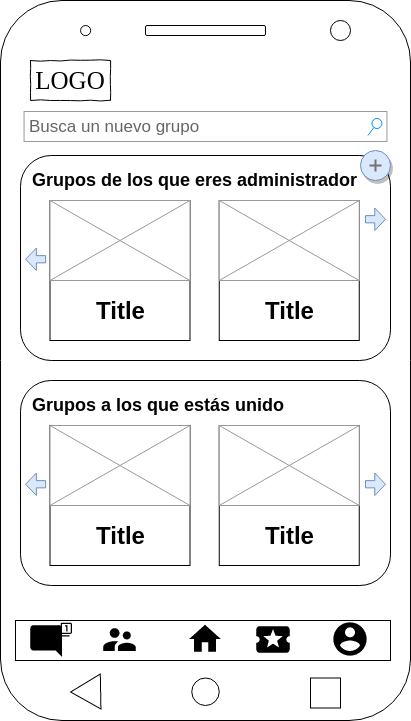 LOGO
Busca un nuevo grupo
Grupos de los que eres administrador
Title Title
Grupos a los que estás unido
Title Title
1